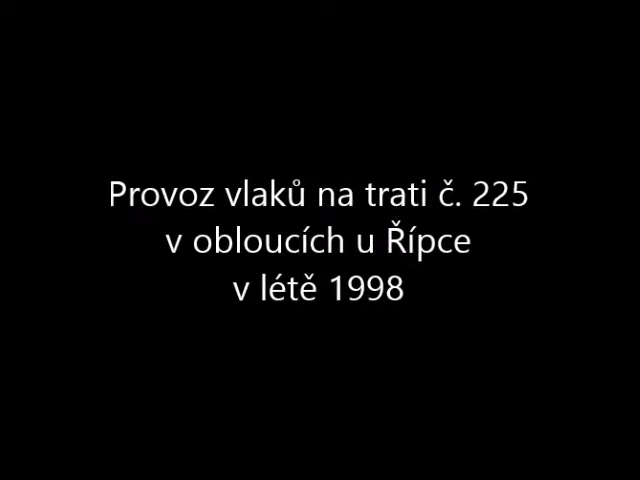 Provoz vlaků na trati č. 225
v obloucích u Řípce
v létě 1998